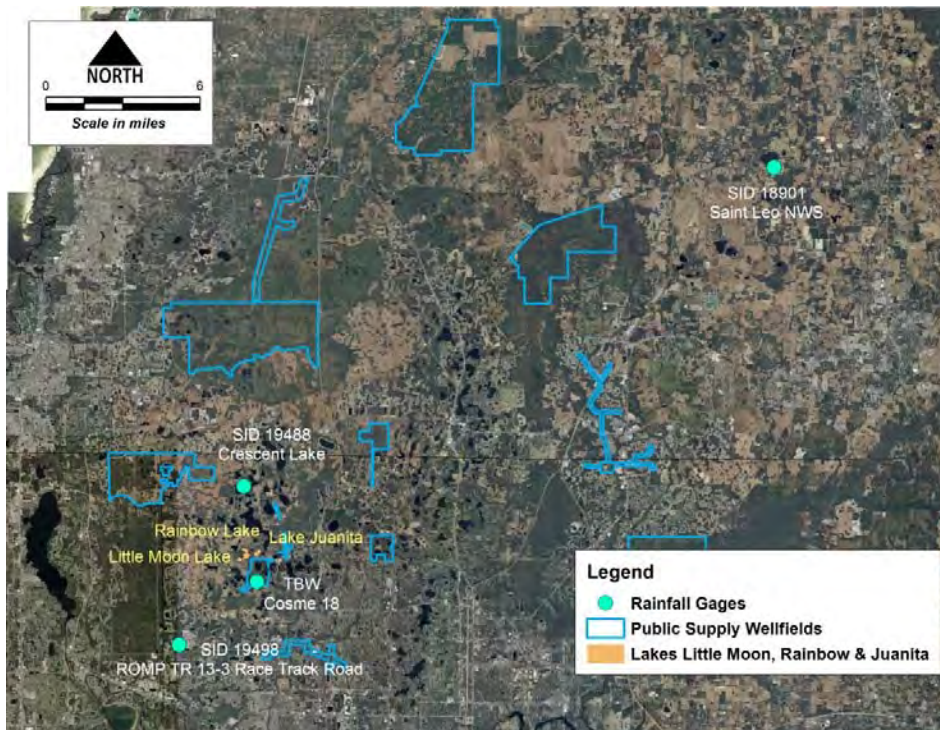 NORTH
0 6
Scale in miles
SID 18901
Saint Leo NWS
SID 19488
Crescent Lake
Rainbow Lake
Lake Juanita
Little Moon Lake
TBW
Cosme 18
SID 19498
ROMP TR 13-3 Race Track Road
Legend
Rainfall Gages
Public Supply Wellfields
Lakes Little Moon, Rainbow & Juanita